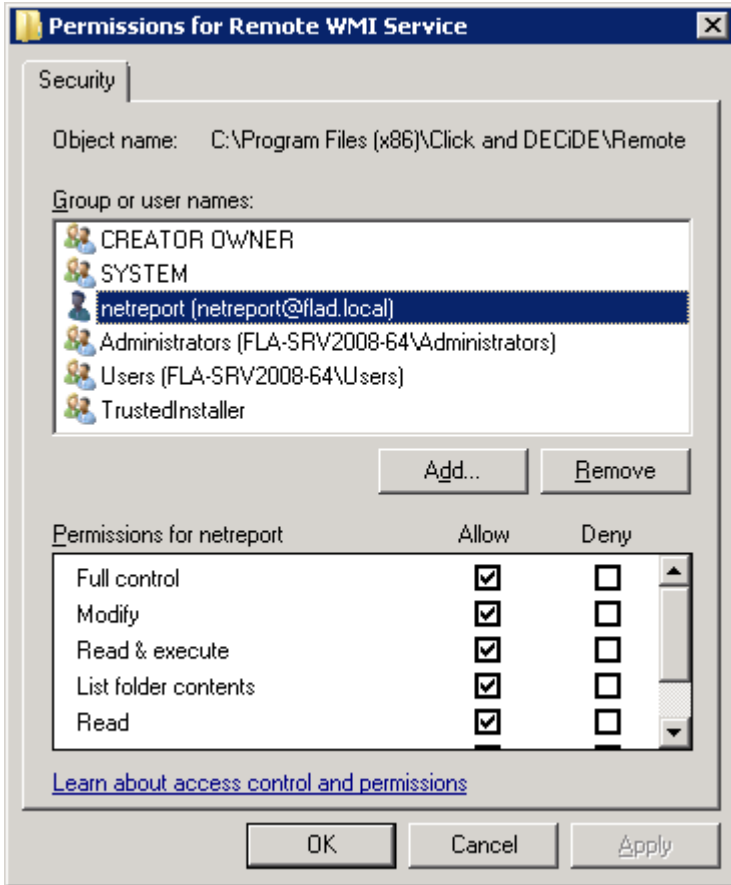 Permissions for Remote WMI Service
Security
Object name: C:\Program Files (x86)\Click and DECiDE\Remote
Group or user names:
CREATOR OWNER
SYSTEM
netreport (netreport@flad.local)
Administrators (FLA-SRV2008-64\Administrators)
Users (FLA-SRV2008-64\Users)
TrustedInstaller
Add... Remove
Permissions for netreport Allow Deny
Full control
Modify
Read & execute
List folder contents
Read
Learn about access control and permissions
OK Cancel Apply